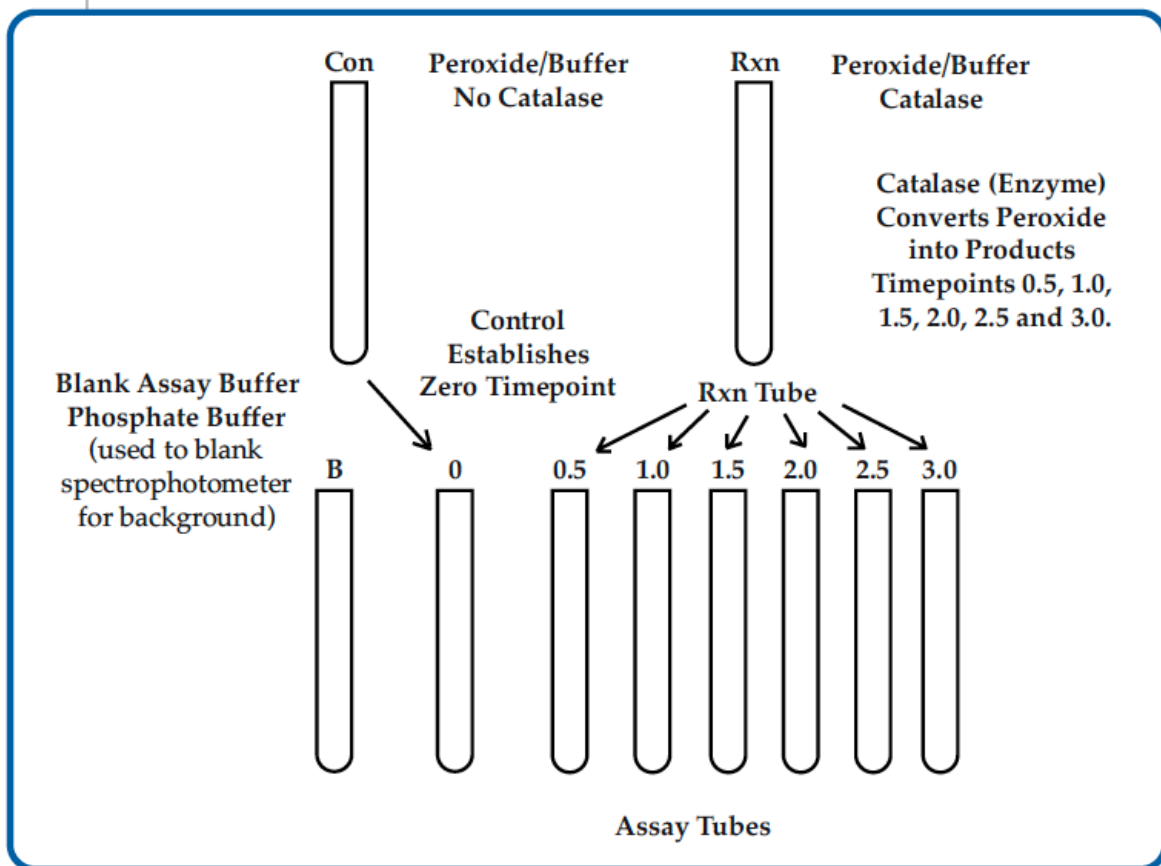 Con
Peroxide/Buffer
No Catalase
Rxn
Peroxide/Buffer
Catalase
Catalase (Enzyme)
Converts Peroxide
into Products
Timepoints 0.5, 1.0,
1.5, 2.0, 2.5 and 3.0.
Control
Establishes
Zero Timepoint
Blank Assay Buffer
Phosphate Buffer
(used to blank
spectrophotometer
for background)
Rxn Tube
B
0
0.5
1.0
1.5
2.0
2.5
3.0
Assay Tubes